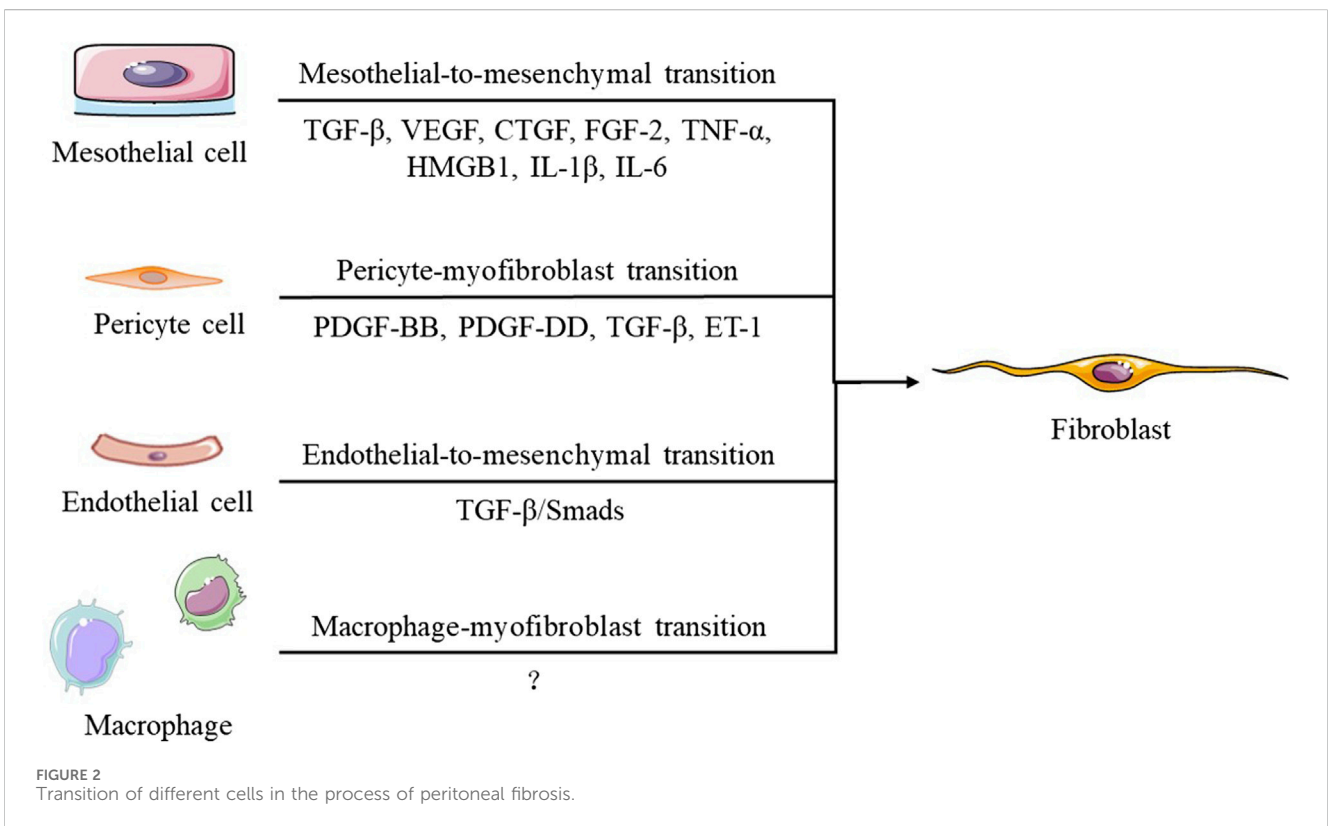 Mesothelial-to-mesenchymal transition
TGF-β, VEGF, CTGF, FGF-2, TNF-α,
HMGB1, IL-1β, IL-6
Mesothelial cell
Pericyte-myofibroblast transition
PDGF-BB, PDGF-DD, TGF-β, ET-1
Pericyte cell
Endothelial-to-mesenchymal transition
TGF-β/Smads
Endothelial cell
Macrophage-myofibroblast transition
?
Macrophage
Fibroblast
FIGURE 2
Transition of different cells in the process of peritoneal fibrosis.